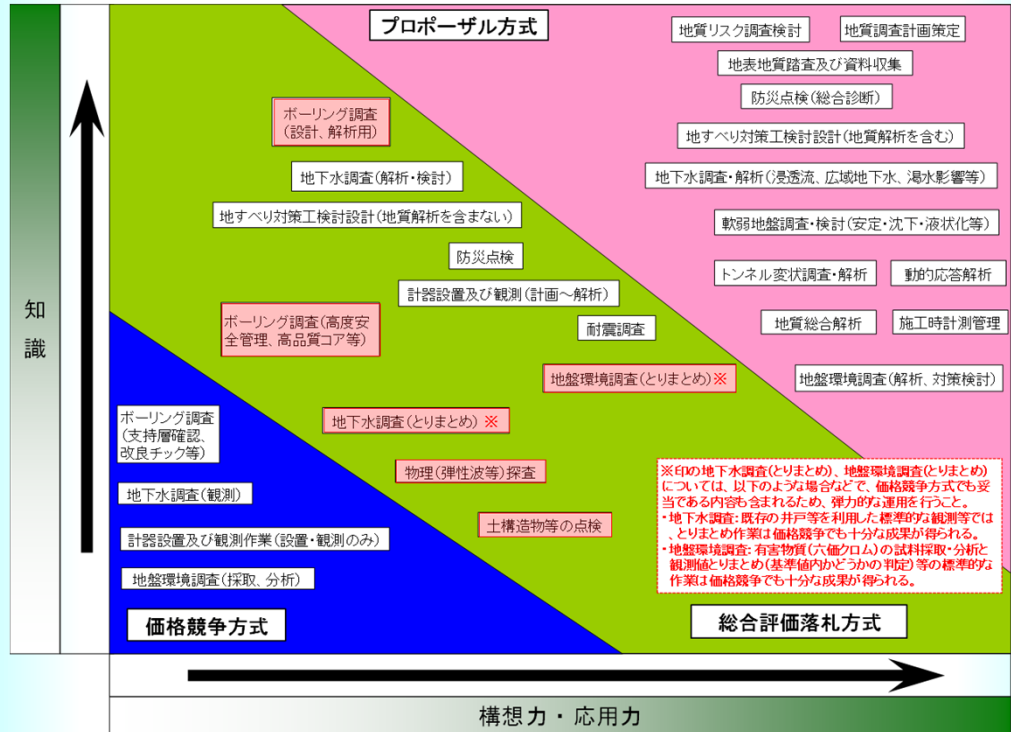 プロポーザル方式
地質リスク調査検討
地質調査計画策定
地表地質踏査及び資料収集
防災点検(総合診断)
ボーリング調査
(設計、解析用)
地すべり対策工検討設計(地質解析を含む)
地下水調査(解析・検討)
地下水調査・解析(浸透流、広域地下水、渇水影響等)
地すべり対策工検討設計(地質解析を含まない)
軟弱地盤調査・検討(安定・沈下・液状化等)
防災点検
トンネル変状調査・解析
動的応答解析
計器設置及び観測(計画~解析)
知
識
ボーリング調査(高度安
全管理、高品質コア等)
耐震調査
地質総合解析
施工時計測管理
地盤環境調査(とりまとめ)※
地盤環境調査(解析、対策検討)
ボーリング調査
(支持層確認、
改良チック等)
地下水調査(とりまとめ) ※
物理(弾性波等)探査
※印の地下水調査(とりまとめ)、地盤環境調査(とりまとめ)
については、以下のような場合などで、価格競争方式でも妥
当である内容も含まれるため、弾力的な運用を行うこと。
・地下水調査:既存の井戸等を利用した標準的な観測等では
、とりまとめ作業は価格競争でも十分な成果が得られる。
・地盤環境調査:有害物質(六価クロム)の試料採取・分析と
観測値とりまとめ(基準値内かどうかの判定)等の標準的な
作業は価格競争でも十分な成果が得られる。
地下水調査(観測)
土構造物等の点検
計器設置及び観測作業(設置・観測のみ)
地盤環境調査(採取、分析)
価格競争方式
総合評価落札方式
構想力・応用力